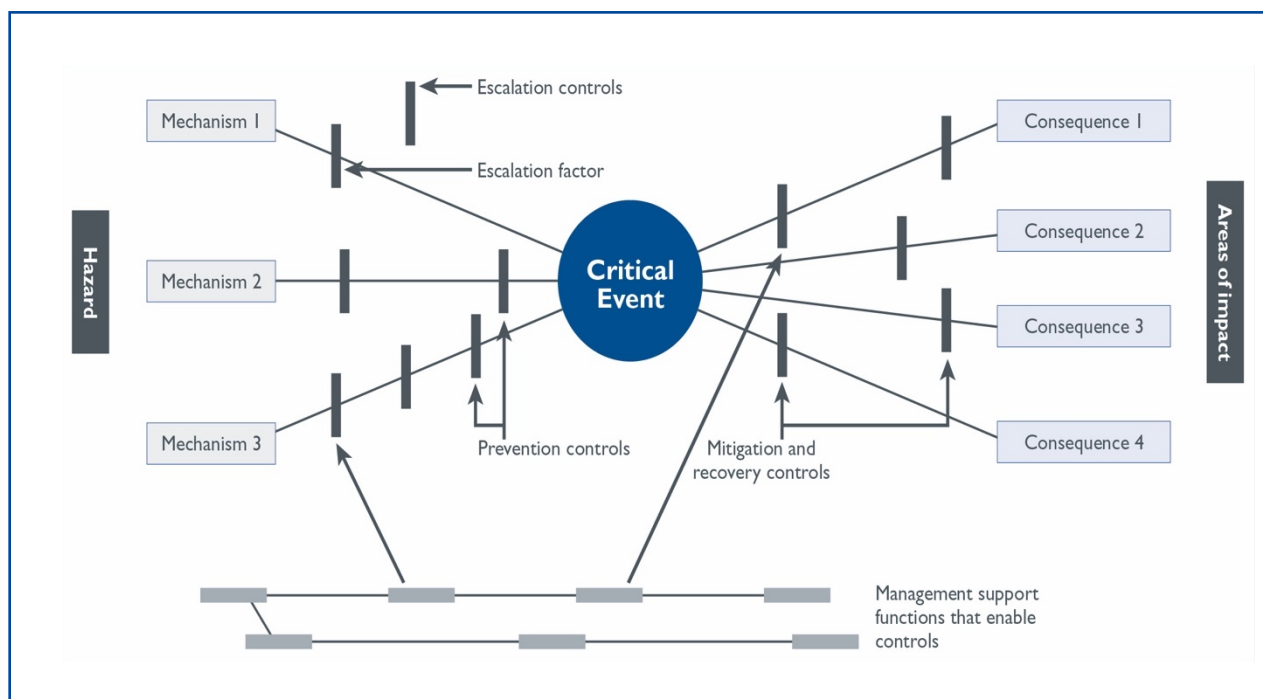 Escalation controls
Mechanism 1
Consequence 1
Escalation factor
Hazard
Mechanism 2
Critical
Event
Consequence 2
Areas of impact
Consequence 3
Mechanism 3
Prevention controls
Mitigation and
recovery controls
Consequence 4
Management support
functions that enable
controls